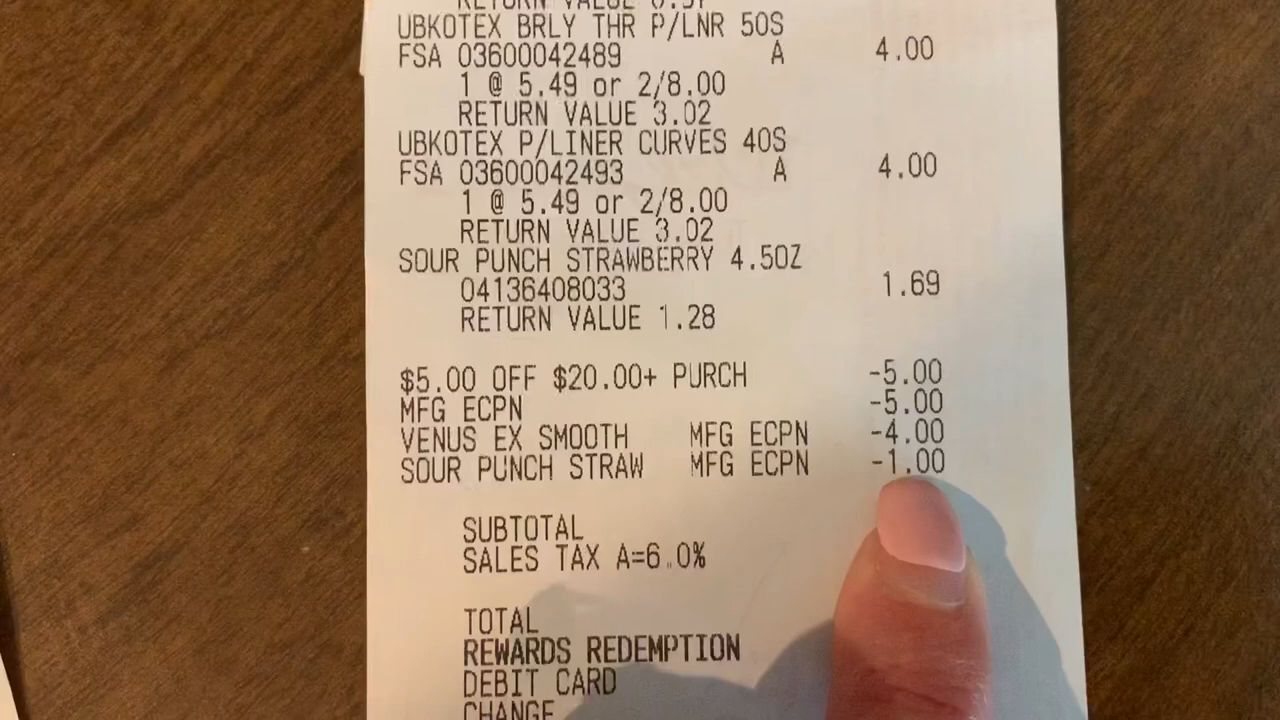 RETURN VALUE
UBKOTEX BRLY THR P/LNR 50S
FSA 03600042489 A 4.00
1 @ 5.49 or 2/8.00
RETURN VALUE 3.02
UBKOTEX P/LINER CURVES 40S
FSA 03600042493 A 4.00
1 @ 5.49 or 2/8.00
RETURN VALUE 3.02
SOUR PUNCH STRAWBERRY 4.5OZ
04136408033 1.69
RETURN VALUE 1.28
$5.00 OFF $20.00+ PURCH -5.00
MFG ECPN -5.00
VENUS EX SMOOTH MFG ECPN -4.00
SOUR PUNCH STRAW MFG ECPN -1.00
SUBTOTAL
SALES TAX A=6.0%
TOTAL
REWARDS REDEMPTION
DEBIT CARD
CHANGE